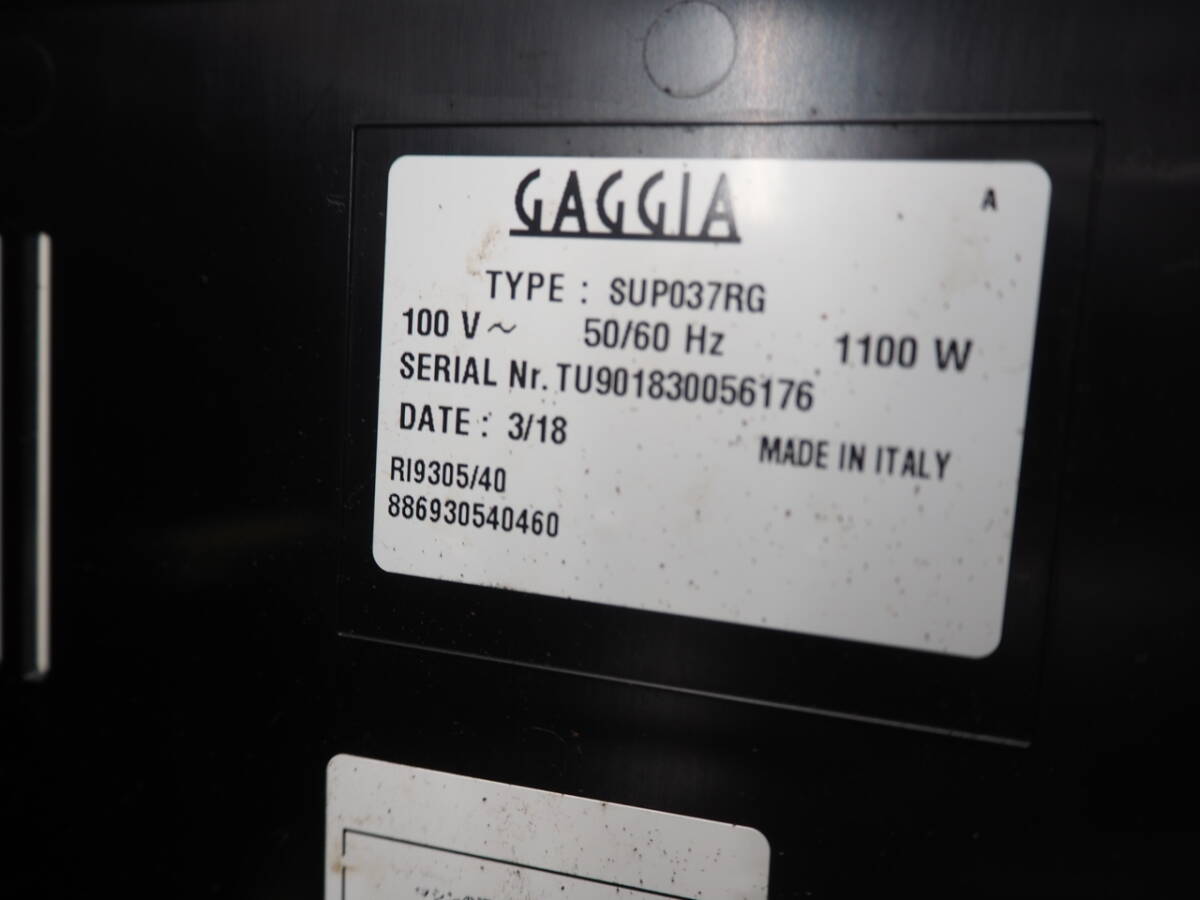 GAGGIA
A
TYPE : SUP037RG
100 V~ 50/60 Hz 1100 W
SERIAL Nr. TU901830056176
DATE : 3/18
MADE IN ITALY
RI9305/40
886930540460